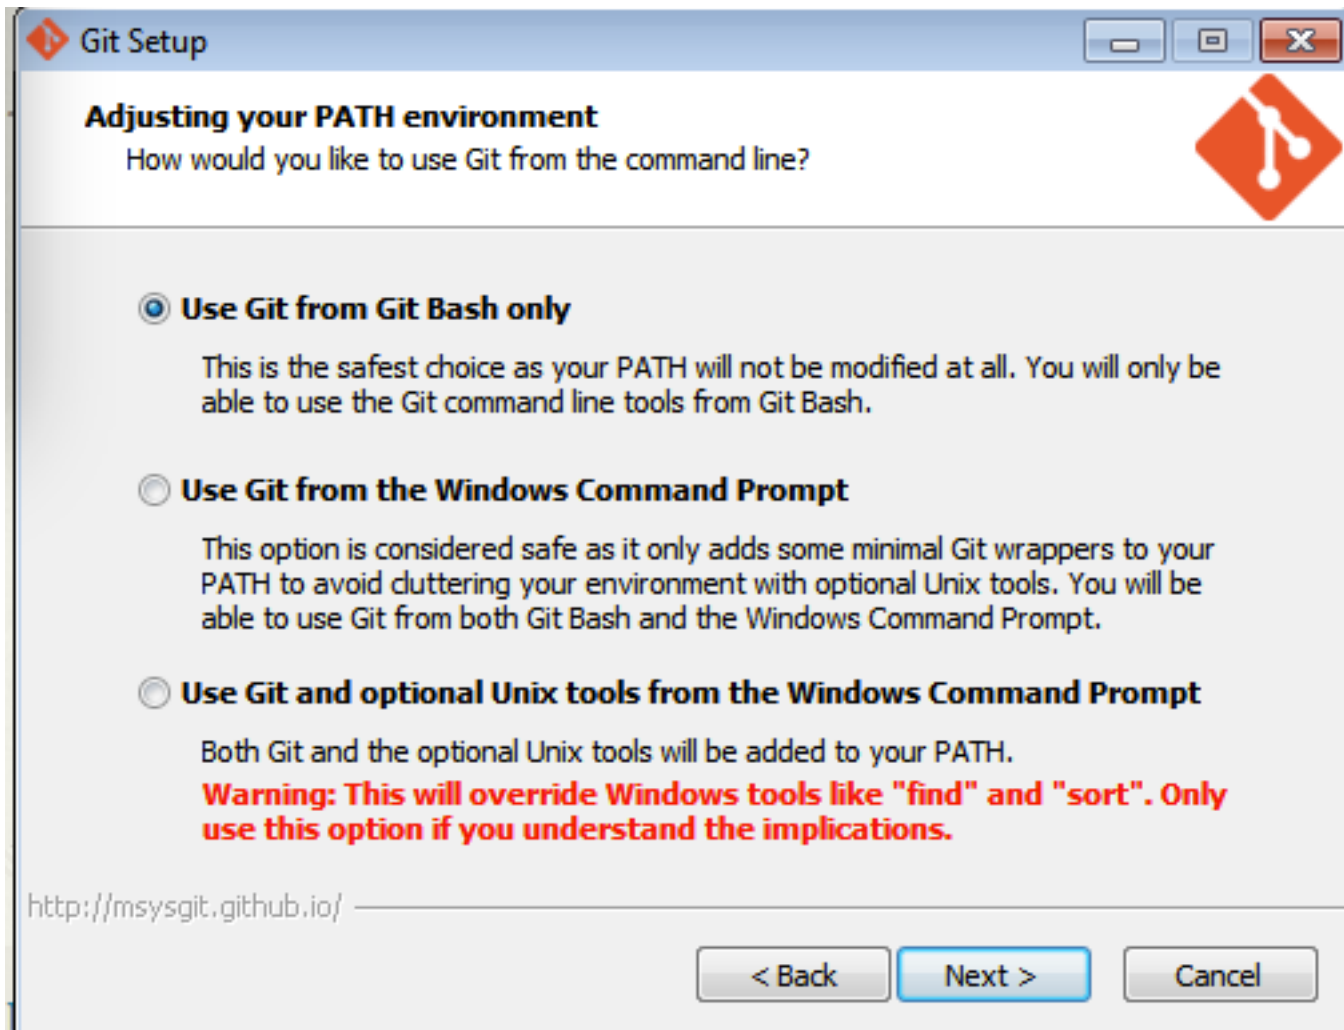 Git Setup
Adjusting your PATH environment
How would you like to use Git from the command line?
Use Git from Git Bash only
This is the safest choice as your PATH will not be modified at all. You will only be
able to use the Git command line tools from Git Bash.
Use Git from the Windows Command Prompt
This option is considered safe as it only adds some minimal Git wrappers to your
PATH to avoid cluttering your environment with optional Unix tools. You will be
able to use Git from both Git Bash and the Windows Command Prompt.
Use Git and optional Unix tools from the Windows Command Prompt
Both Git and the optional Unix tools will be added to your PATH.
Warning: This will override Windows tools like "find" and "sort". Only
use this option if you understand the implications.
http://msysgit.github.io/
< Back
Next >
Cancel